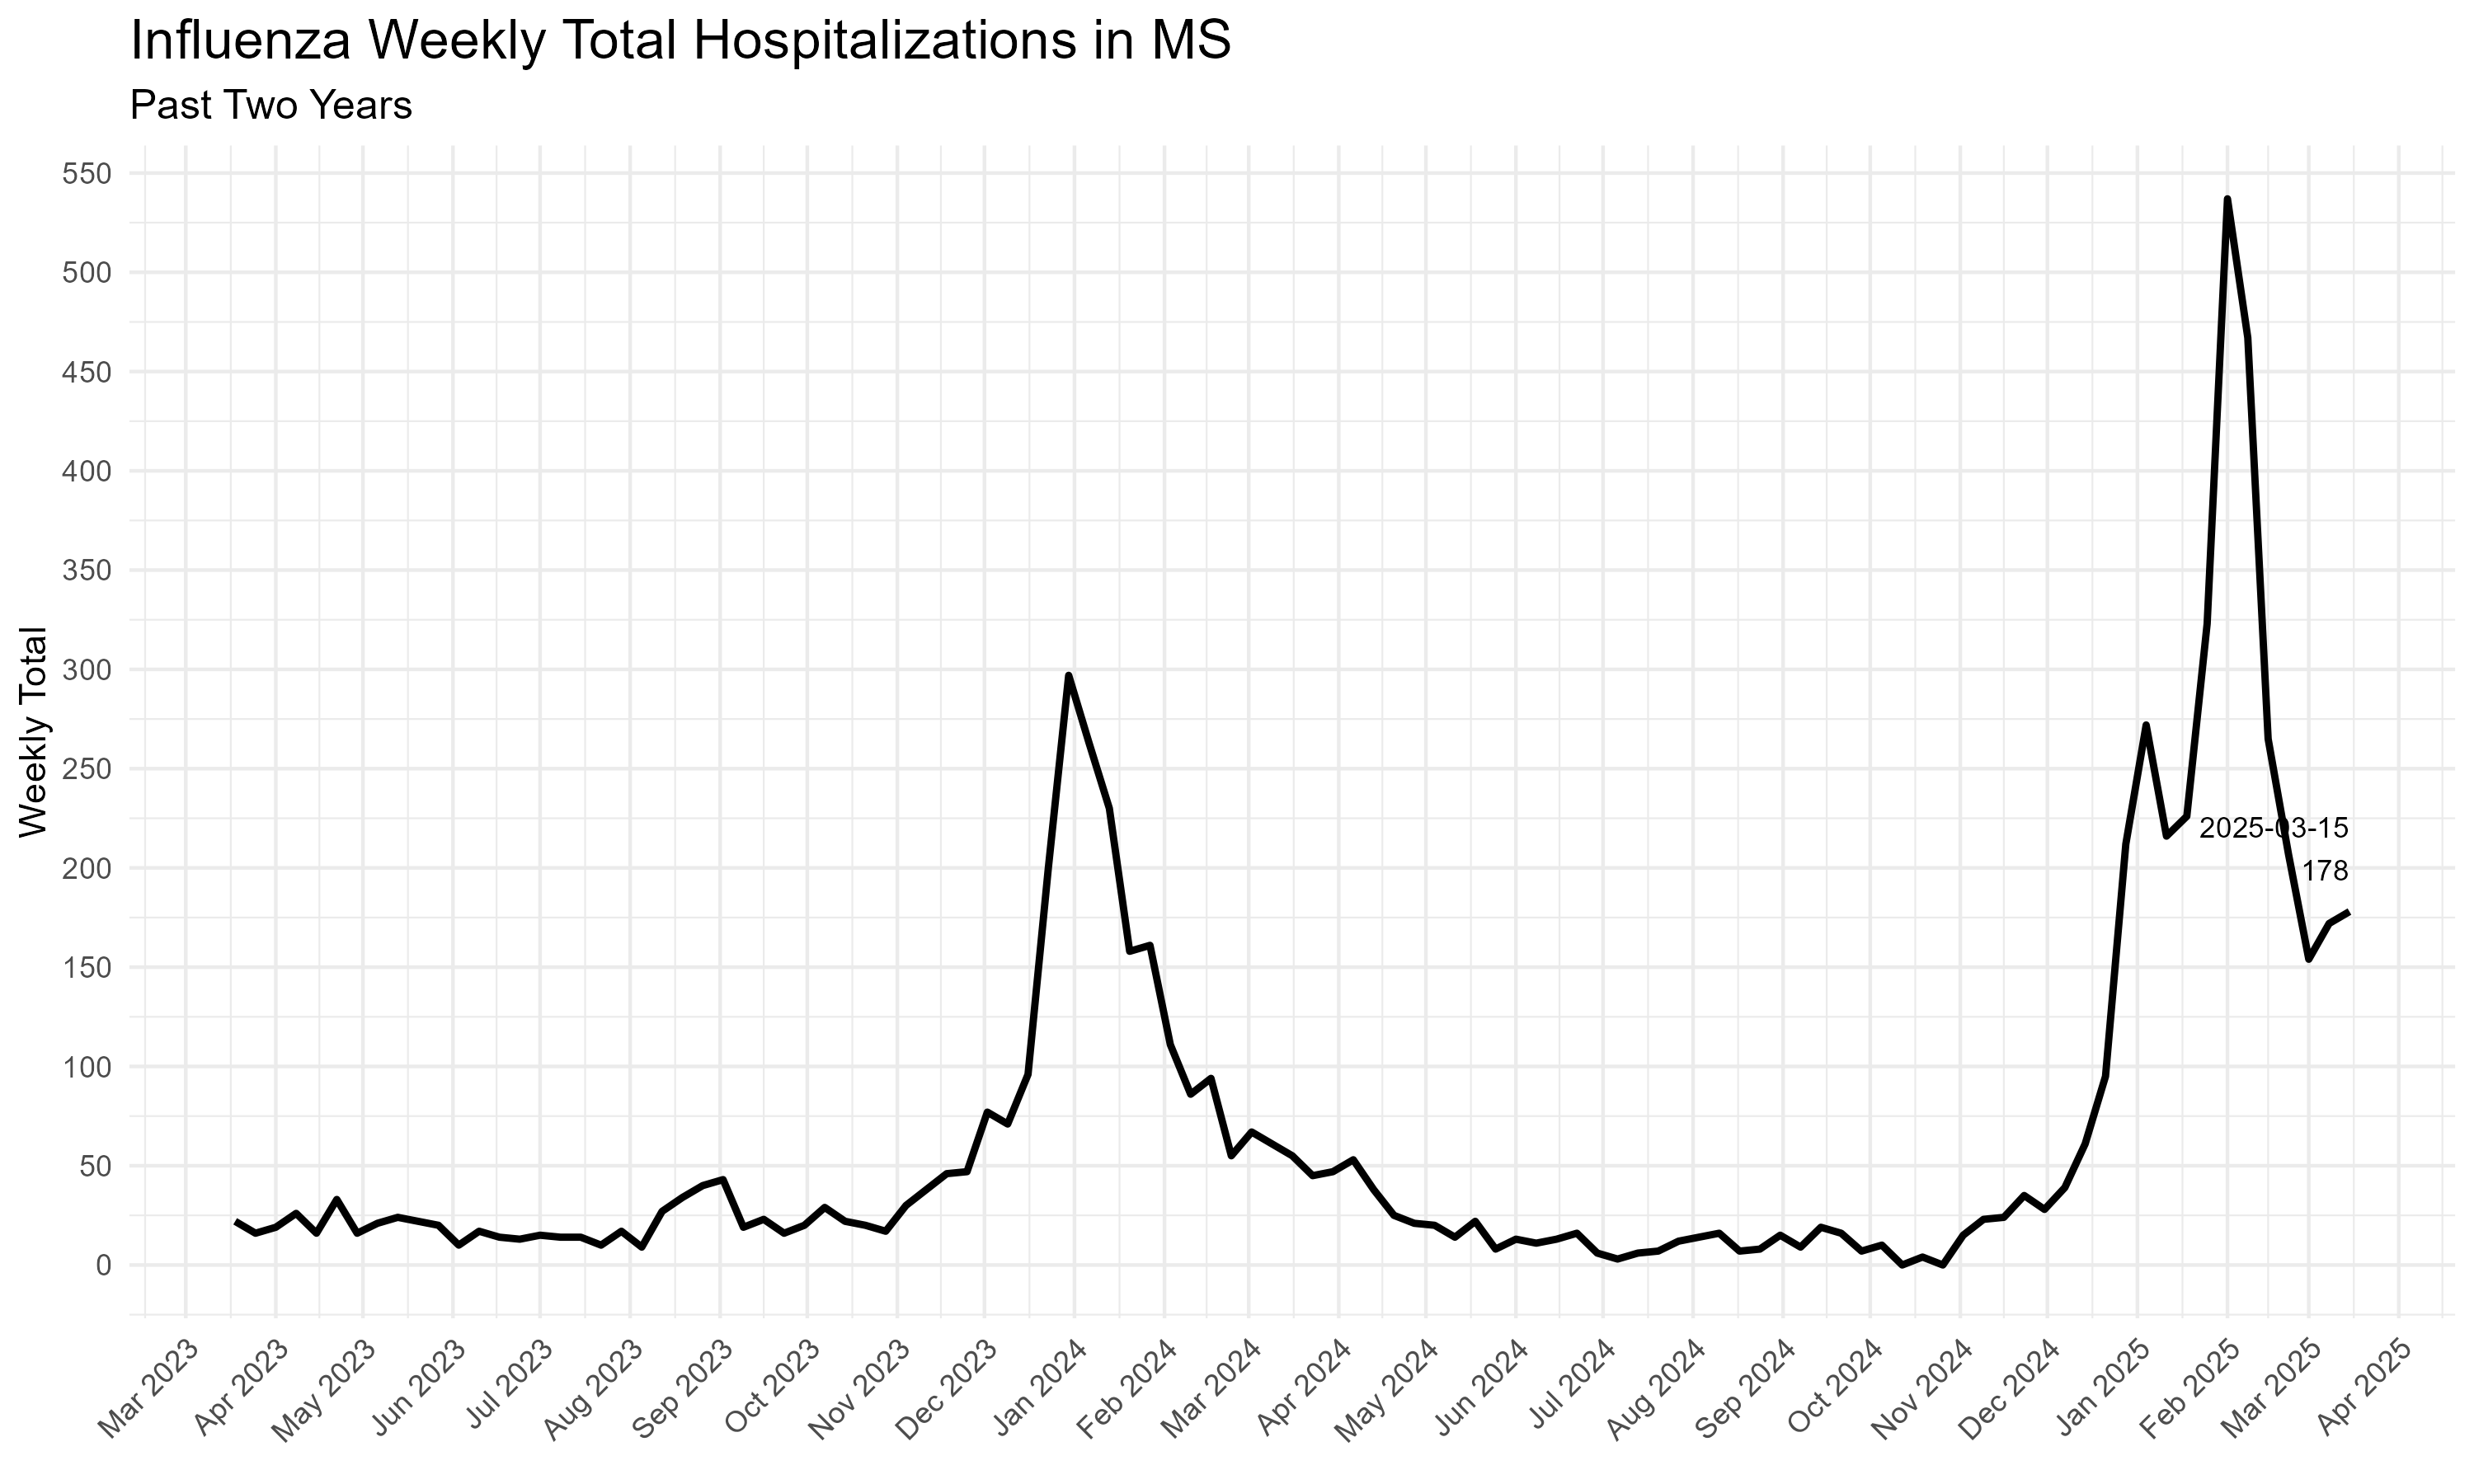 Influenza Weekly Total Hospitalizations in MS
Past Two Years
Weekly Total
550
500
450
400
350
300
250
200
150
100
50
0
2025-03-15
178
Mar 2023
Apr 2023
May 2023
Jun 2023
Jul 2023
Aug 2023
Sep 2023
Oct 2023
Nov 2023
Dec 2023
Jan 2024
Feb 2024
Mar 2024
Apr 2024
May 2024
Jun 2024
Jul 2024
Aug 2024
Sep 2024
Oct 2024
Nov 2024
Dec 2024
Jan 2025
Feb 2025
Mar 2025
Apr 2025